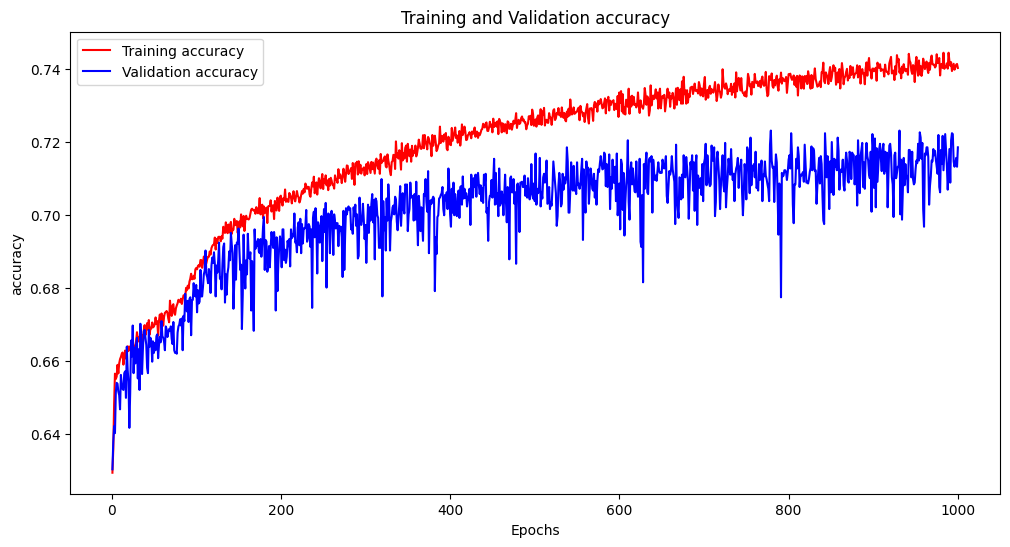 Training and Validation accuracy
Training accuracy
Validation accuracy
0.74
0.72
0.70
0.68
0.66
0.64
accuracy
0 200 400 600 800 1000
Epochs